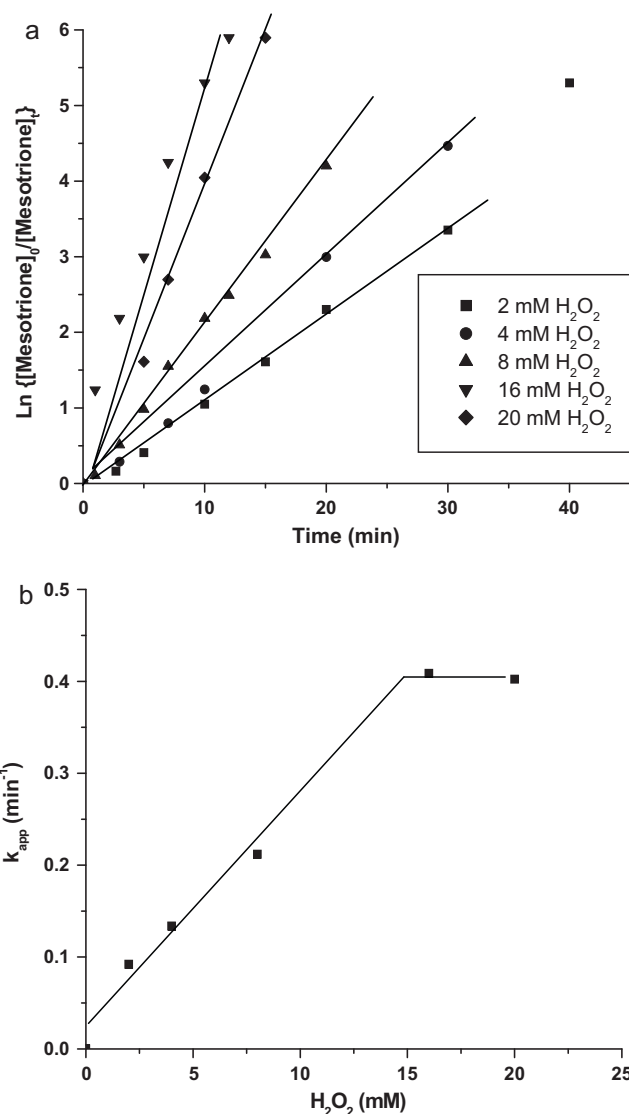 a
Ln {[Mesotrione]₀/[Mesotrione]ₜ}
6
5
4
3
2
1
0
0
10
20
30
40
Time (min)
2 mM H₂O₂
4 mM H₂O₂
8 mM H₂O₂
16 mM H₂O₂
20 mM H₂O₂
b
k_app (min⁻¹)
0.5
0.4
0.3
0.2
0.1
0.0
0
5
10
15
20
25
H₂O₂ (mM)